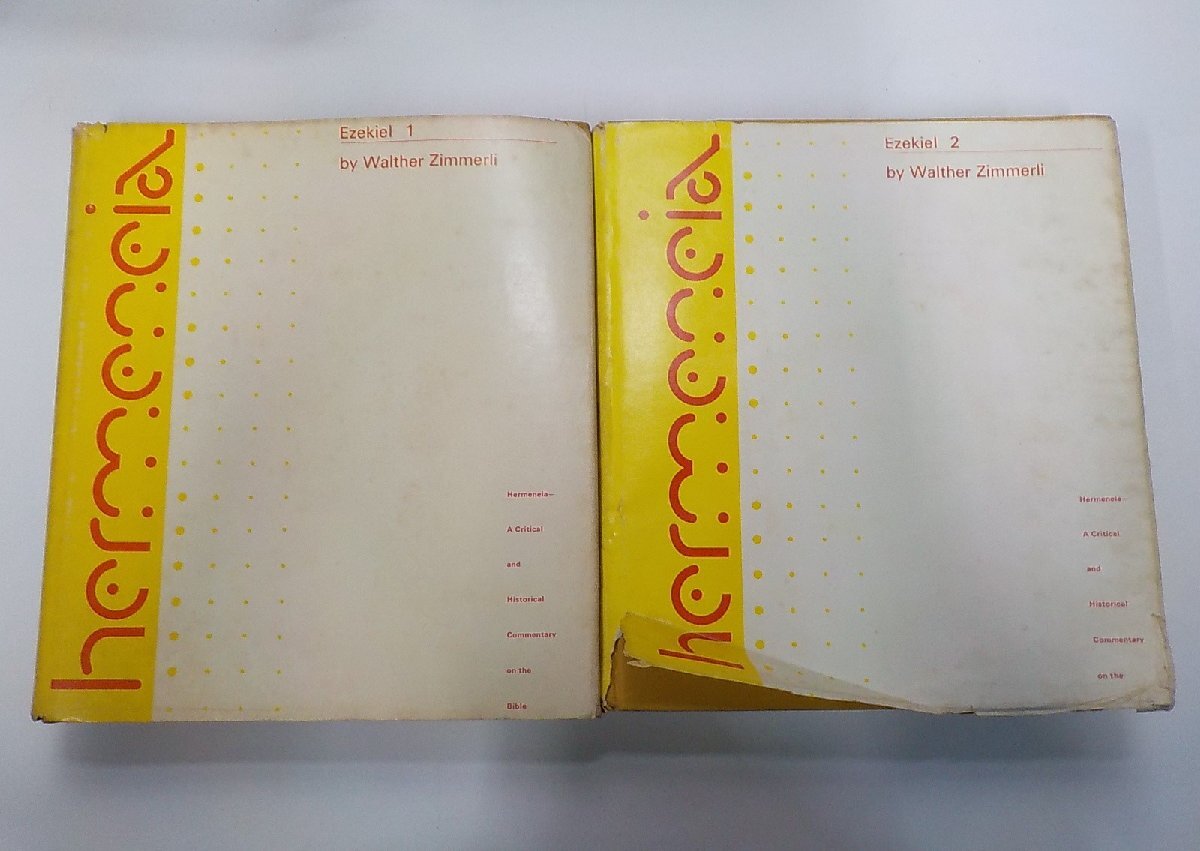 hermeneia
Ezekiel 1
by Walther Zimmerli
Hermeneia—
A Critical
and
Historical
Commentary
on the
Bible
hermeneia
Ezekiel 2
by Walther Zimmerli
Hermeneia—
A Critical
and
Historical
Commentary
on the